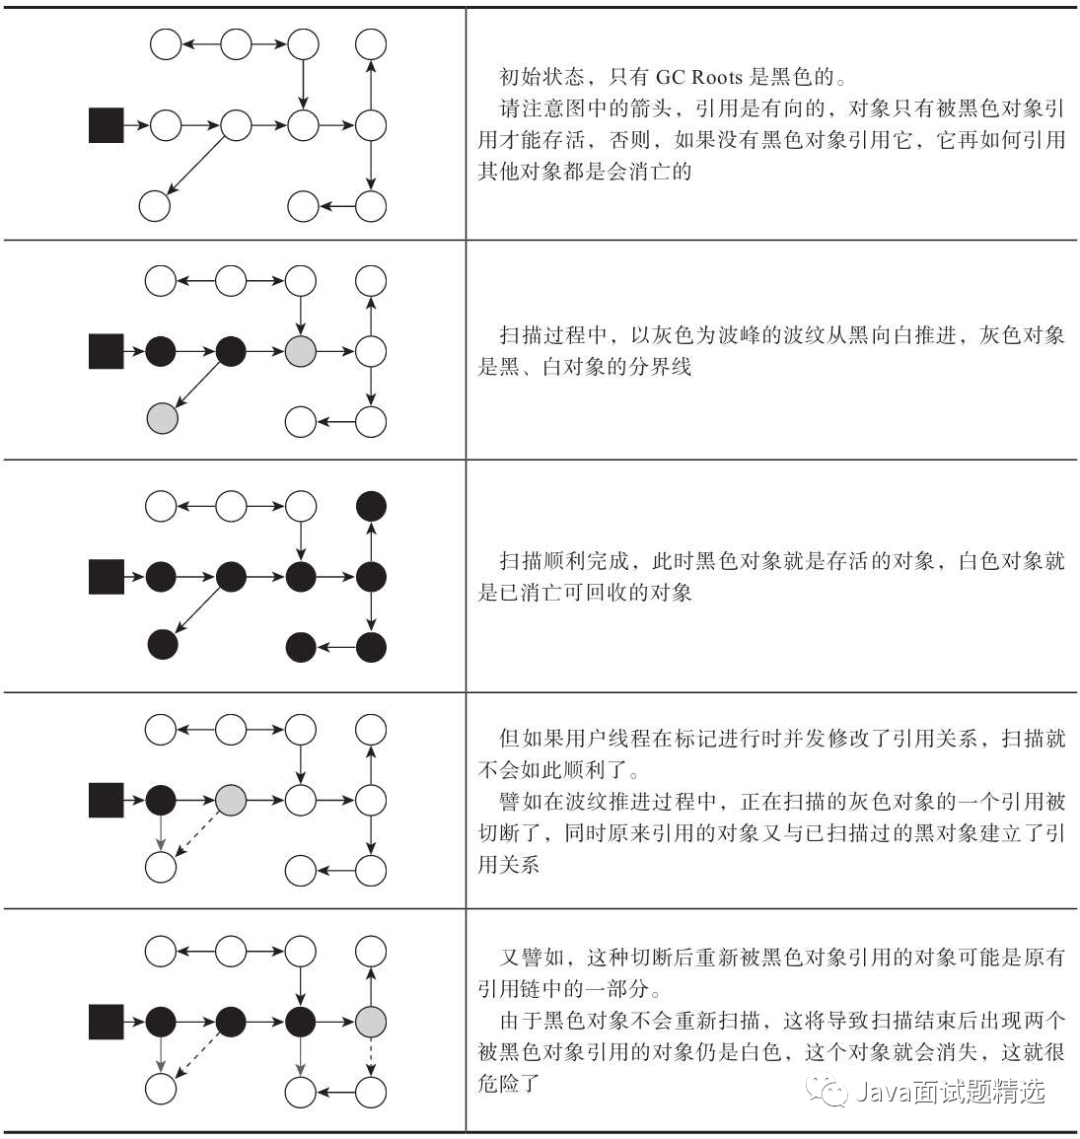 初始状态，只有 GC Roots 是黑色的。
请注意图中的箭头，引用是有向的，对象只有被黑色对象引
用才能存活，否则，如果没有黑色对象引用它，它再如何引用
其他对象都是会消亡的
扫描过程中，以灰色为波峰的波纹从黑向白推进，灰色对象
是黑、白对象的分界线
扫描顺利完成，此时黑色对象就是存活的对象，白色对象就
是已消亡可回收的对象
但如果用户线程在标记进行时并发修改了引用关系，扫描就
不会如此顺利了。
譬如在波纹推进过程中，正在扫描的灰色对象的一个引用被
切断了，同时原来引用的对象又与已扫描过的黑对象建立了引
用关系
又譬如，这种切断后重新被黑色对象引用的对象可能是原有
引用链中的一部分。
由于黑色对象不会重新扫描，这将导致扫描结束后出现两个
被黑色对象引用的对象仍是白色，这个对象就会消失，这就很
危险了
Java面试题精选